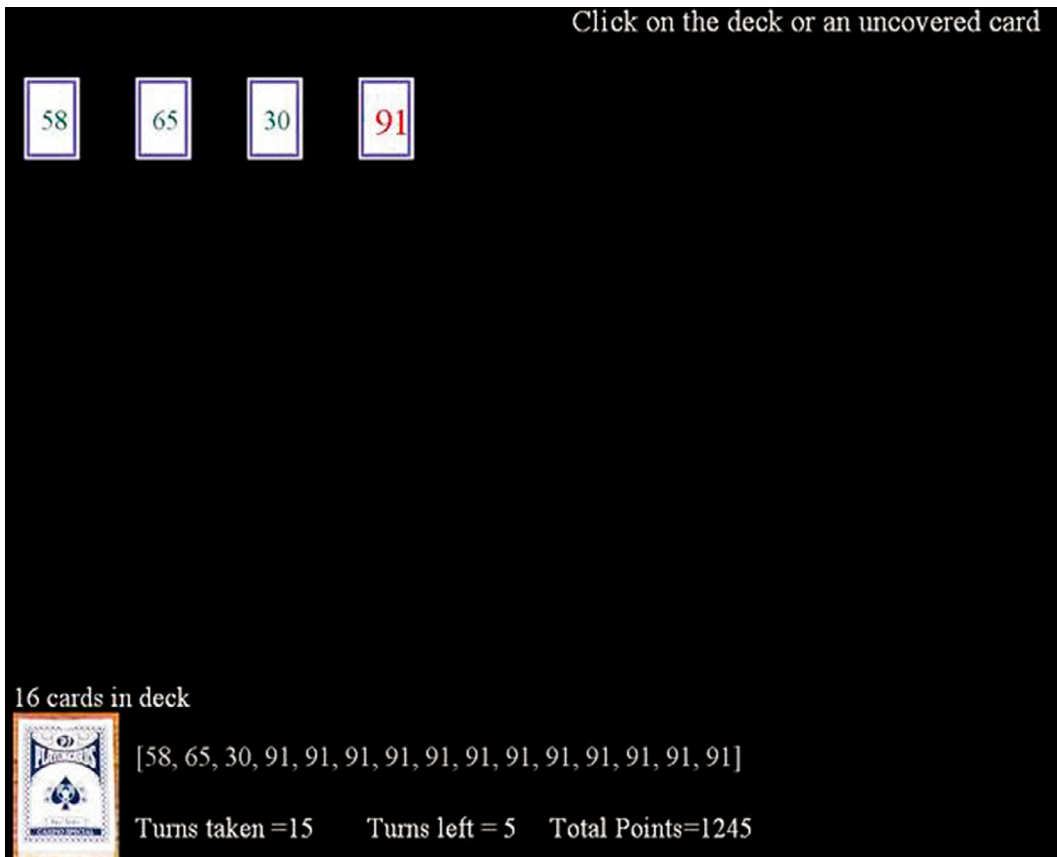 Click on the deck or an uncovered card
58 65 30 91
16 cards in deck
[58, 65, 30, 91, 91, 91, 91, 91, 91, 91, 91, 91, 91, 91, 91]
CASINO SPECIAL
Turns taken =15 Turns left = 5 Total Points=1245